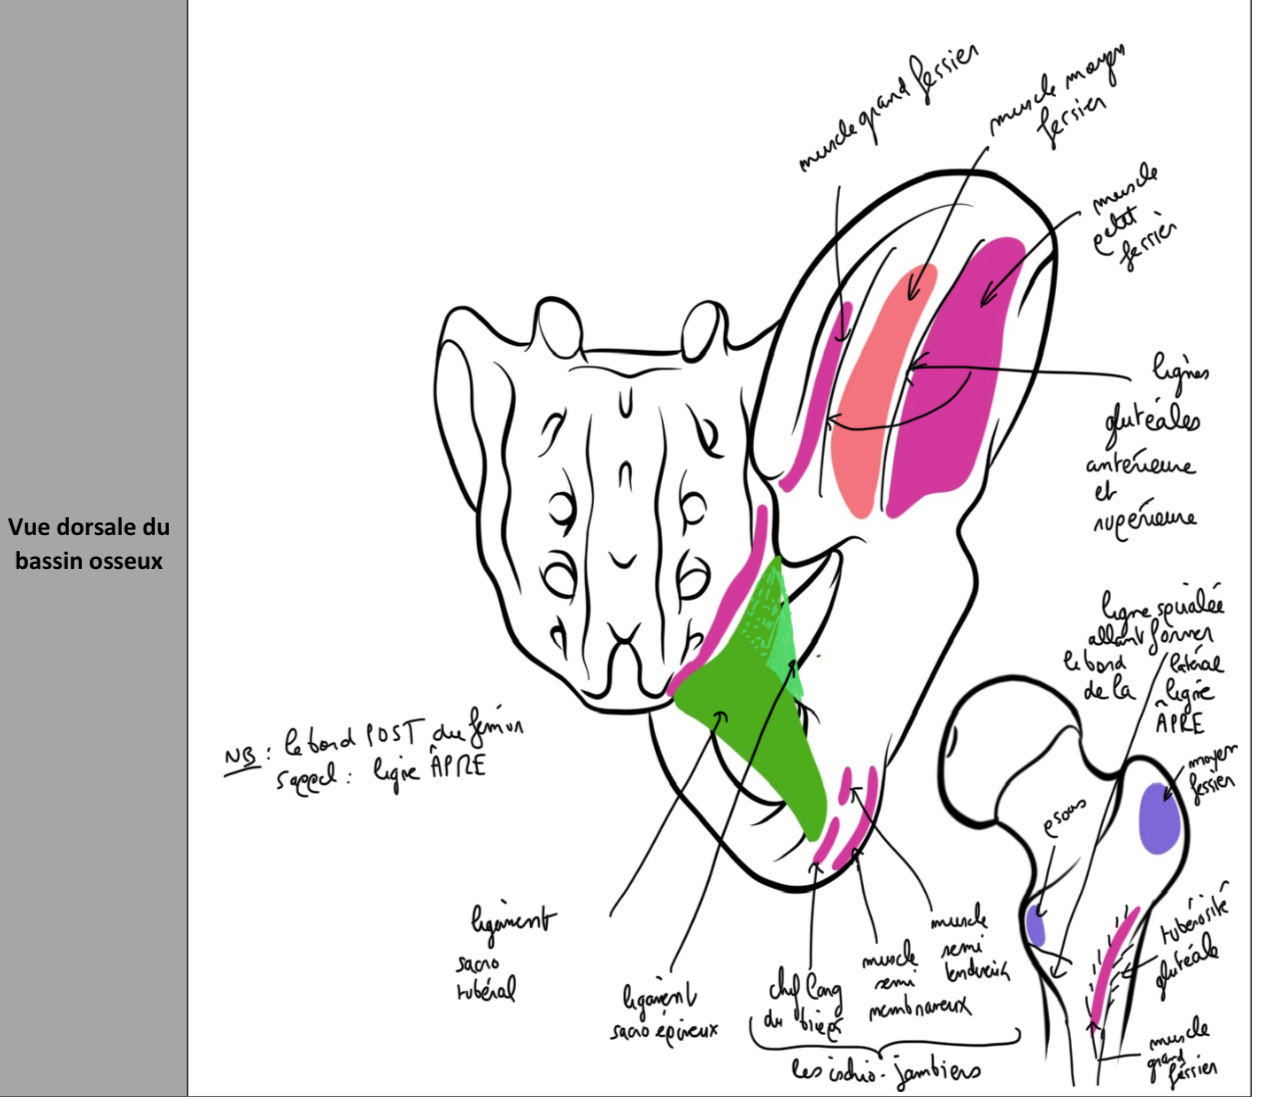 Vue dorsale du
bassin osseux
muscle grand fessier
muscle moyen
fessier
muscle
petit
fessier
lignes
glutéales
antérieure
et
supérieure
ligne spiralée
allant former
le bord latéral
de la ligne
ÂPRE
moyen
fessier
psoas
tubérosité
glutéale
muscle
grand
fessier
NB : le bord POST du fémur
s'appel : ligne ÂPRE
ligament
sacro
tubéral
ligament
sacro épineux
chef long
du biceps
muscle
semi
membraneux
muscle
semi
tendineux
les ischio-jambiers